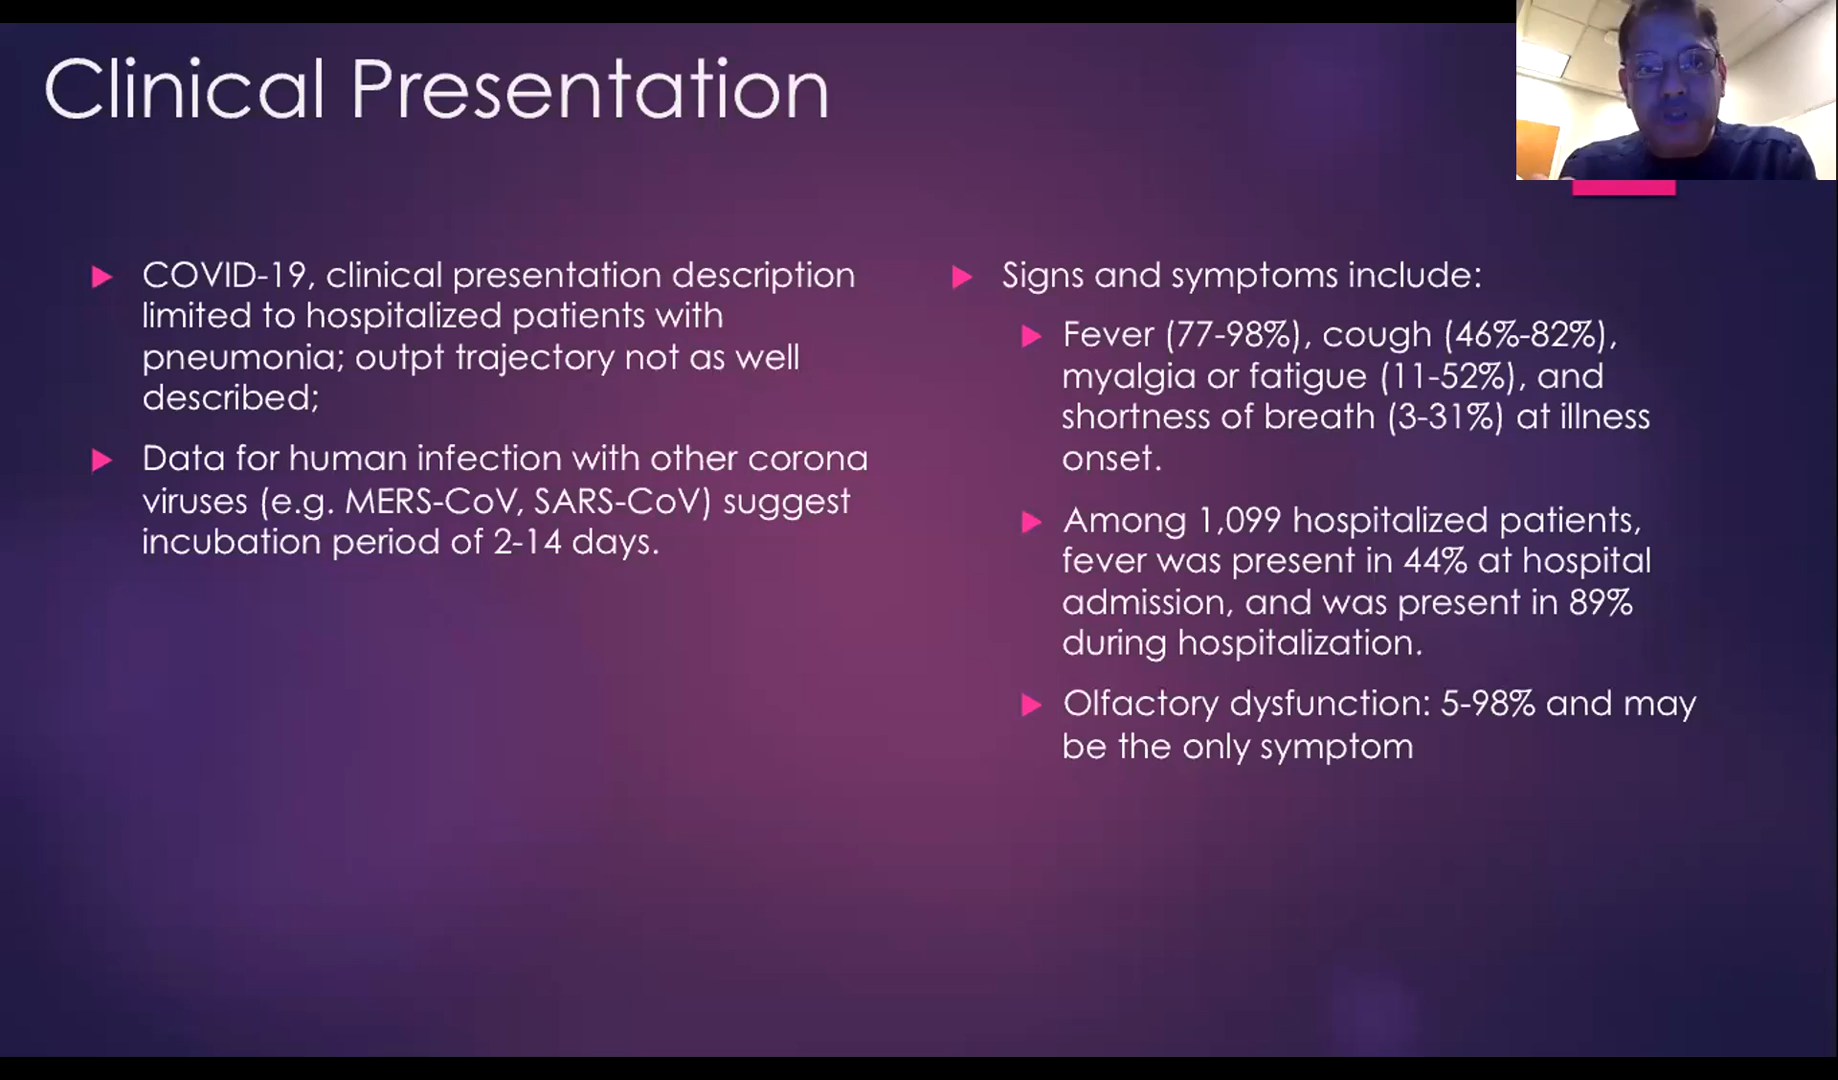 Clinical Presentation
COVID-19, clinical presentation description
limited to hospitalized patients with
pneumonia; outpt trajectory not as well
described;
Data for human infection with other corona
viruses (e.g. MERS-CoV, SARS-CoV) suggest
incubation period of 2-14 days.
Signs and symptoms include:
Fever (77-98%), cough (46%-82%),
myalgia or fatigue (11-52%), and
shortness of breath (3-31%) at illness
onset.
Among 1,099 hospitalized patients,
fever was present in 44% at hospital
admission, and was present in 89%
during hospitalization.
Olfactory dysfunction: 5-98% and may
be the only symptom